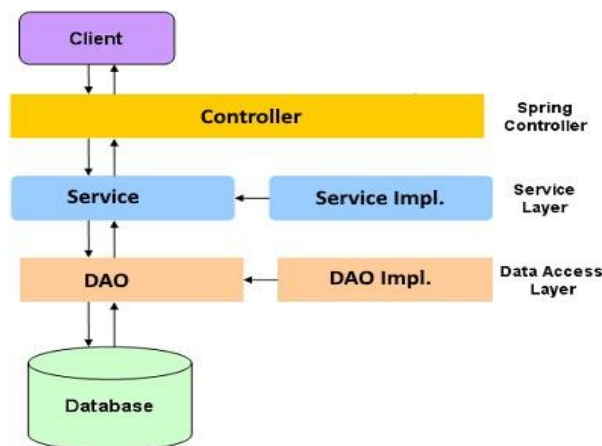 Client
Controller
Spring
Controller
Service
Service Impl.
Service
Layer
DAO
DAO Impl.
Data Access
Layer
Database